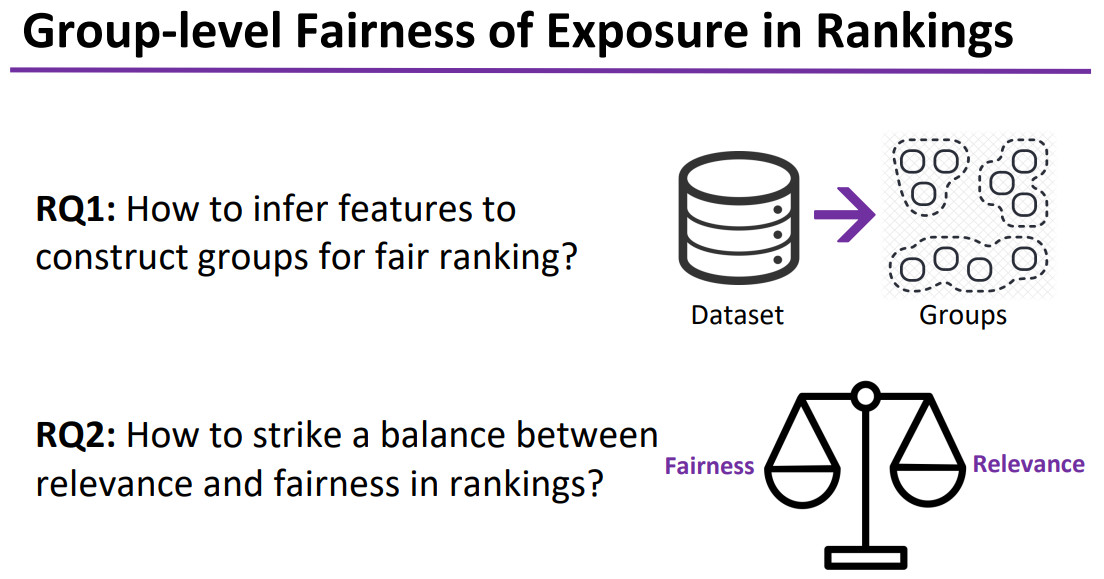 Group-level Fairness of Exposure in Rankings
RQ1: How to infer features to
construct groups for fair ranking?
Dataset
Groups
RQ2: How to strike a balance between
relevance and fairness in rankings?
Fairness
Relevance